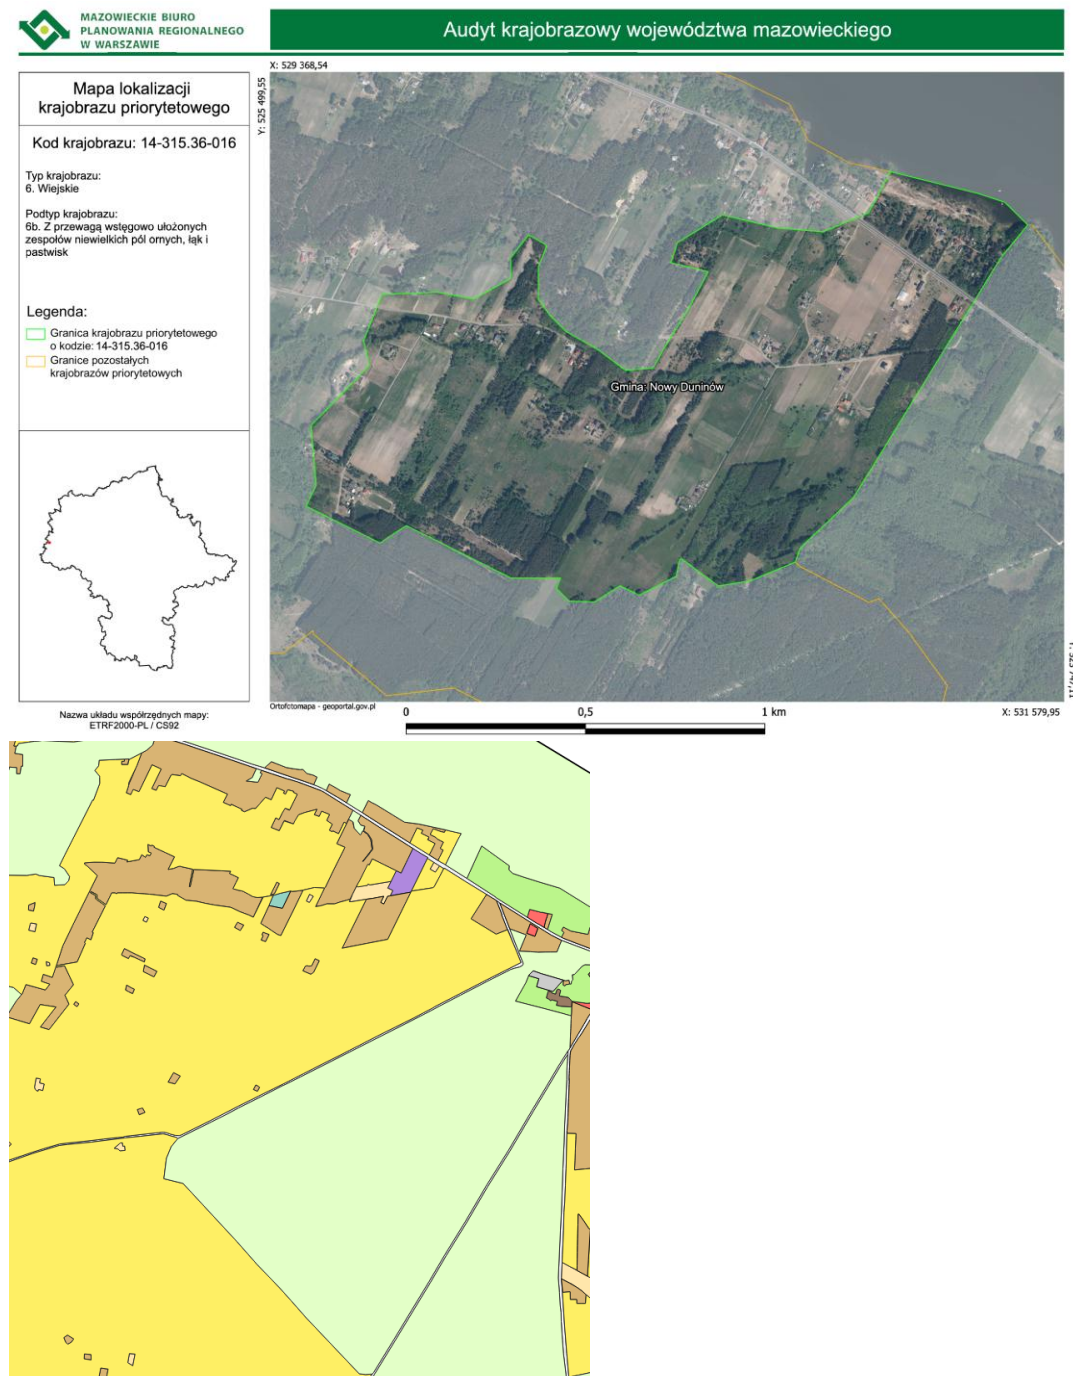 MAZOWIECKIE BIURO
PLANOWANIA REGIONALNEGO
W WARSZAWIE
Audyt krajobrazowy województwa mazowieckiego
Mapa lokalizacji
krajobrazu priorytetowego
Kod krajobrazu: 14-315.36-016
Typ krajobrazu:
6. Wiejskie
Podtyp krajobrazu:
6b. Z przewagą wstęgowo ułożonych
zespołów niewielkich pól ornych, łąk i
pastwisk
Legenda:
Granica krajobrazu priorytetowego
o kodzie: 14-315.36-016
Granice pozostałych
krajobrazów priorytetowych
Nazwa układu współrzędnych mapy:
ETRF2000-PL / CS92
X: 529 368,54
Y: 525 499,55
Gmina: Nowy Duninów
Ortofotomapa - geoportal.gov.pl
0 0,5 1 km
X: 531 579,95